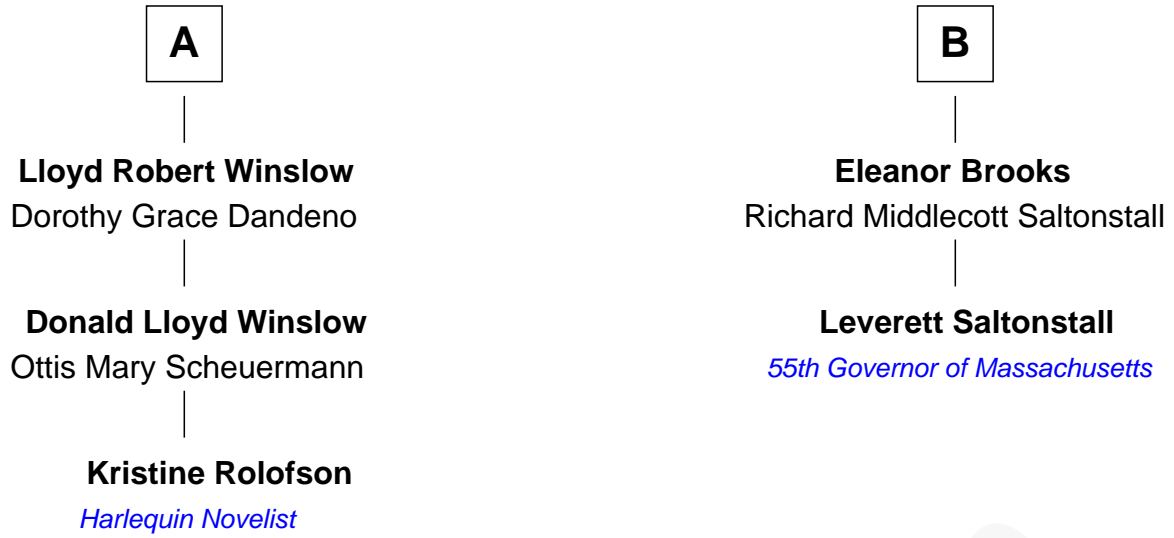 A
Lloyd Robert Winslow
Dorothy Grace Dandeno
Donald Lloyd Winslow
Ottis Mary Scheuermann
Kristine Rolofson
Harlequin Novelist
B
Eleanor Brooks
Richard Middlecott Saltonstall
Leverett Saltonstall
55th Governor of Massachusetts